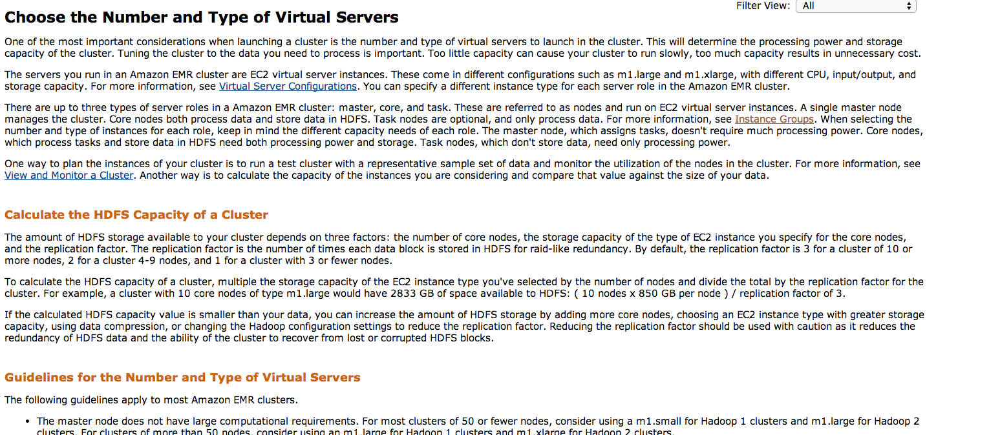 Filter View: All
Choose the Number and Type of Virtual Servers
One of the most important considerations when launching a cluster is the number and type of virtual servers to launch in the cluster. This will determine the processing power and storage
capacity of the cluster. Tuning the cluster to the data you need to process is important. Too little capacity can cause your cluster to run slowly, too much capacity results in unnecessary cost.
The servers you run in an Amazon EMR cluster are EC2 virtual server instances. These come in different configurations such as m1.large and m1.xlarge, with different CPU, input/output, and
storage capacity. For more information, see Virtual Server Configurations. You can specify a different instance type for each server role in the Amazon EMR cluster.
There are up to three types of server roles in a Amazon EMR cluster: master, core, and task. These are referred to as nodes and run on EC2 virtual server instances. A single master node
manages the cluster. Core nodes both process data and store data in HDFS. Task nodes are optional, and only process data. For more information, see Instance Groups. When selecting the
number and type of instances for each role, keep in mind the different capacity needs of each role. The master node, which assigns tasks, doesn't require much processing power. Core nodes,
which process tasks and store data in HDFS need both processing power and storage. Task nodes, which don't store data, need only processing power.
One way to plan the instances of your cluster is to run a test cluster with a representative sample set of data and monitor the utilization of the nodes in the cluster. For more information, see
View and Monitor a Cluster. Another way is to calculate the capacity of the instances you are considering and compare that value against the size of your data.
Calculate the HDFS Capacity of a Cluster
The amount of HDFS storage available to your cluster depends on three factors: the number of core nodes, the storage capacity of the type of EC2 instance you specify for the core nodes,
and the replication factor. The replication factor is the number of times each data block is stored in HDFS for raid-like redundancy. By default, the replication factor is 3 for a cluster of 10 or
more nodes, 2 for a cluster 4-9 nodes, and 1 for a cluster with 3 or fewer nodes.
To calculate the HDFS capacity of a cluster, multiple the storage capacity of the EC2 instance type you've selected by the number of nodes and divide the total by the replication factor for the
cluster. For example, a cluster with 10 core nodes of type m1.large would have 2833 GB of space available to HDFS: ( 10 nodes x 850 GB per node ) / replication factor of 3.
If the calculated HDFS capacity value is smaller than your data, you can increase the amount of HDFS storage by adding more core nodes, choosing an EC2 instance type with greater storage
capacity, using data compression, or changing the Hadoop configuration settings to reduce the replication factor. Reducing the replication factor should be used with caution as it reduces the
redundancy of HDFS data and the ability of the cluster to recover from lost or corrupted HDFS blocks.
Guidelines for the Number and Type of Virtual Servers
The following guidelines apply to most Amazon EMR clusters.
• The master node does not have large computational requirements. For most clusters of 50 or fewer nodes, consider using a m1.small for Hadoop 1 clusters and m1.large for Hadoop 2
clusters. For clusters of more than 50 nodes, consider using an m1.large for Hadoop 1 clusters and m1.xlarge for Hadoop 2 clusters.